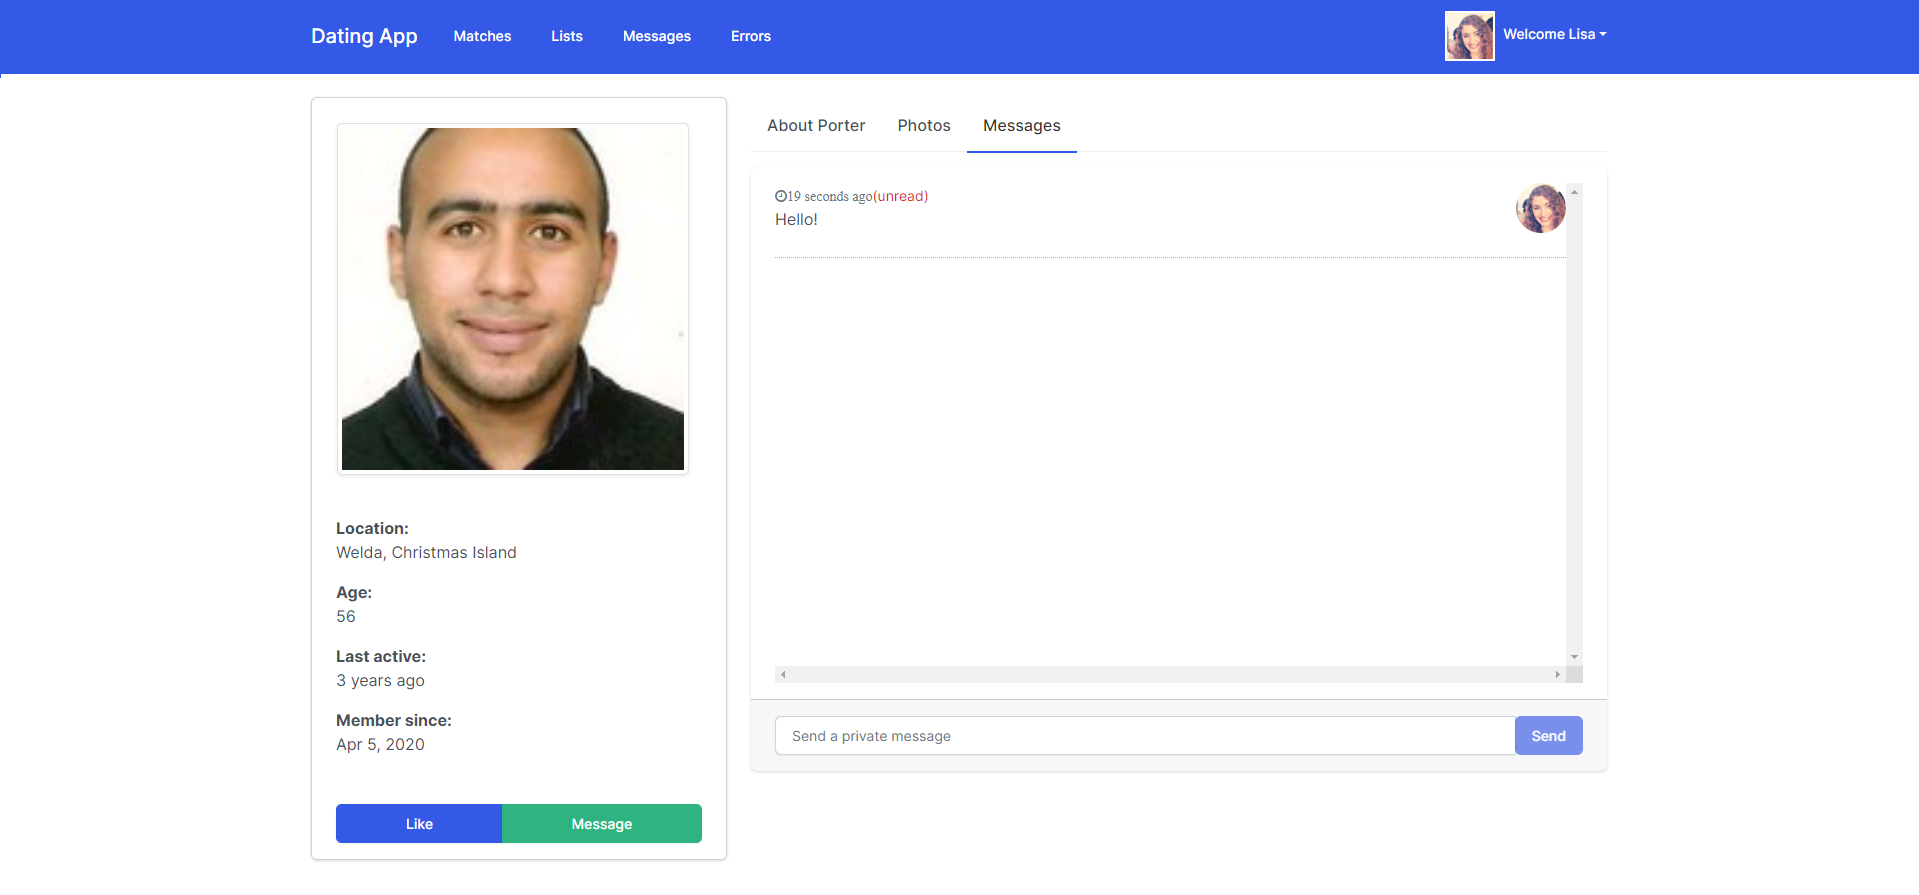 Dating App Matches Lists Messages Errors Welcome Lisa
About Porter Photos Messages
19 seconds ago(unread)
Hello!
Send a private message Send
Location:
Welda, Christmas Island
Age:
56
Last active:
3 years ago
Member since:
Apr 5, 2020
Like Message